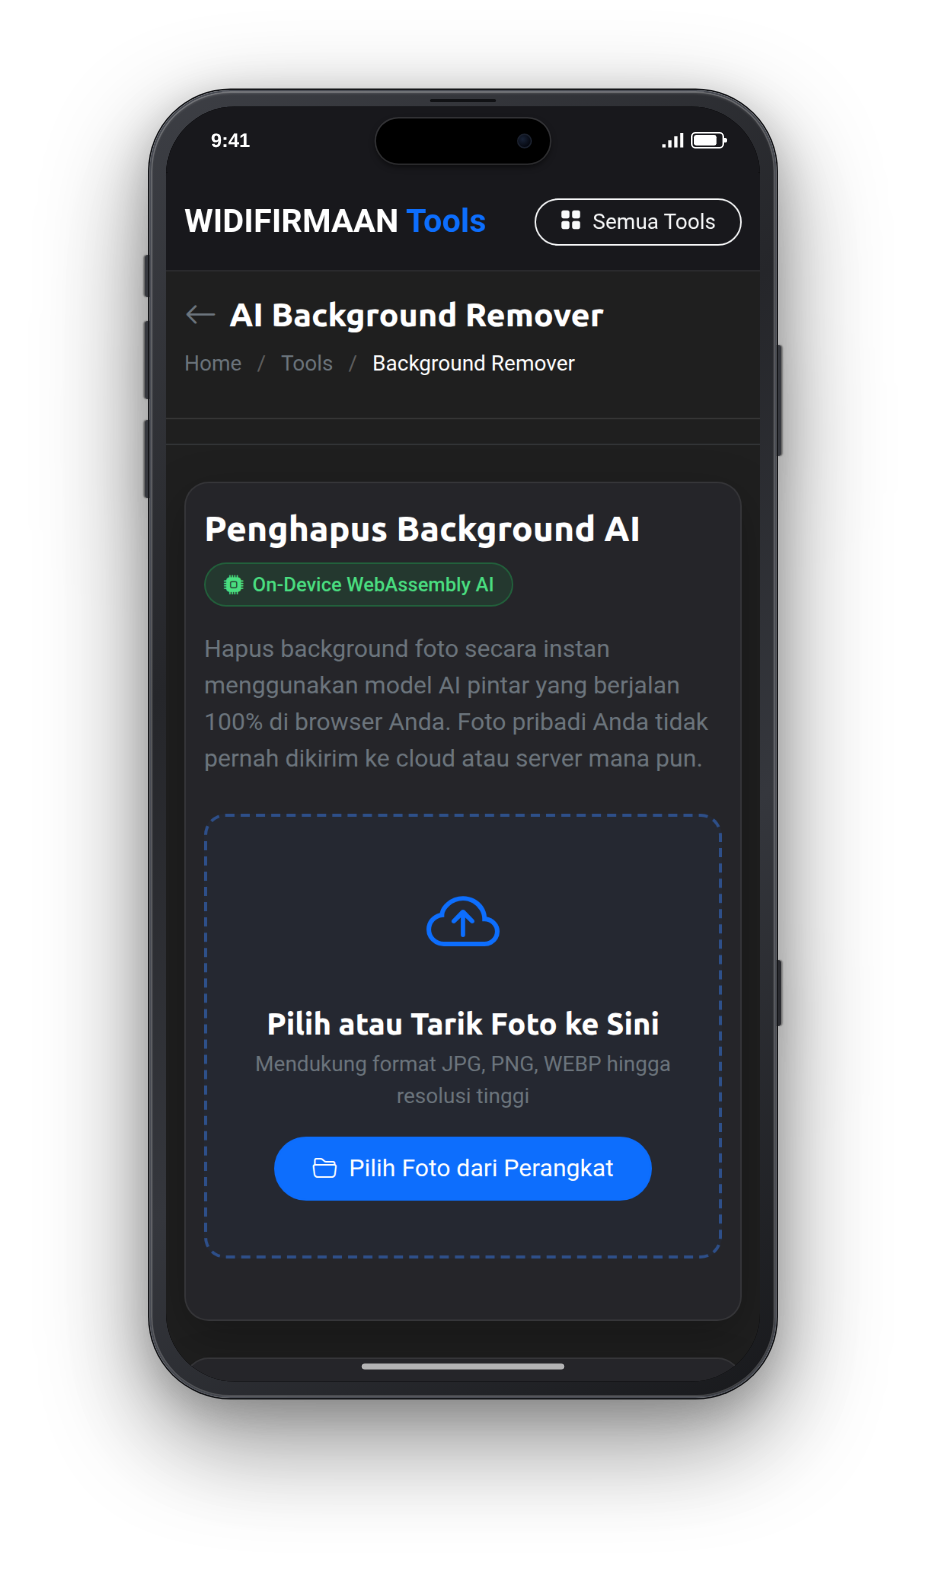 9:41
WIDIFIRMAAN Tools
Semua Tools
AI Background Remover
Home / Tools / Background Remover
Penghapus Background AI
On-Device WebAssembly AI
Hapus background foto secara instan
menggunakan model AI pintar yang berjalan
100% di browser Anda. Foto pribadi Anda tidak
pernah dikirim ke cloud atau server mana pun.
Pilih atau Tarik Foto ke Sini
Mendukung format JPG, PNG, WEBP hingga
resolusi tinggi
Pilih Foto dari Perangkat